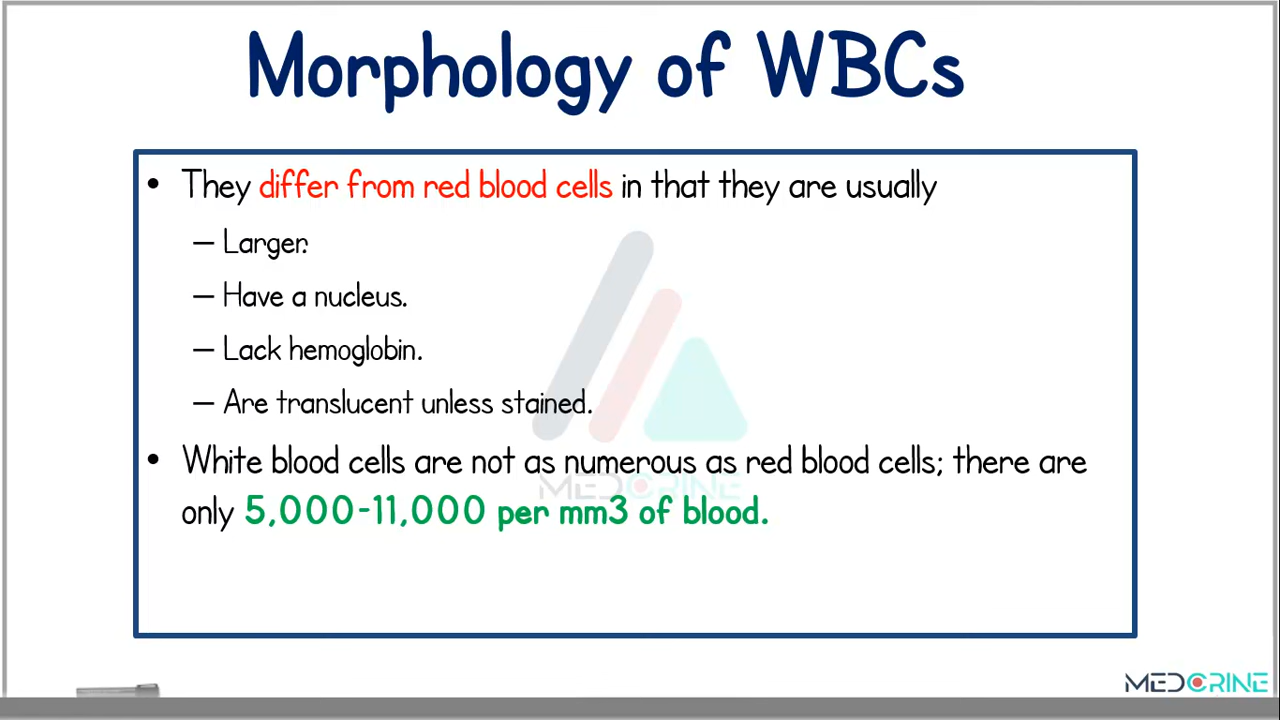 Morphology of WBCs
• They differ from red blood cells in that they are usually
– Larger.
– Have a nucleus.
– Lack hemoglobin.
– Are translucent unless stained.
• White blood cells are not as numerous as red blood cells; there are
only 5,000-11,000 per mm3 of blood.
MEDCRINE
MEDCRINE